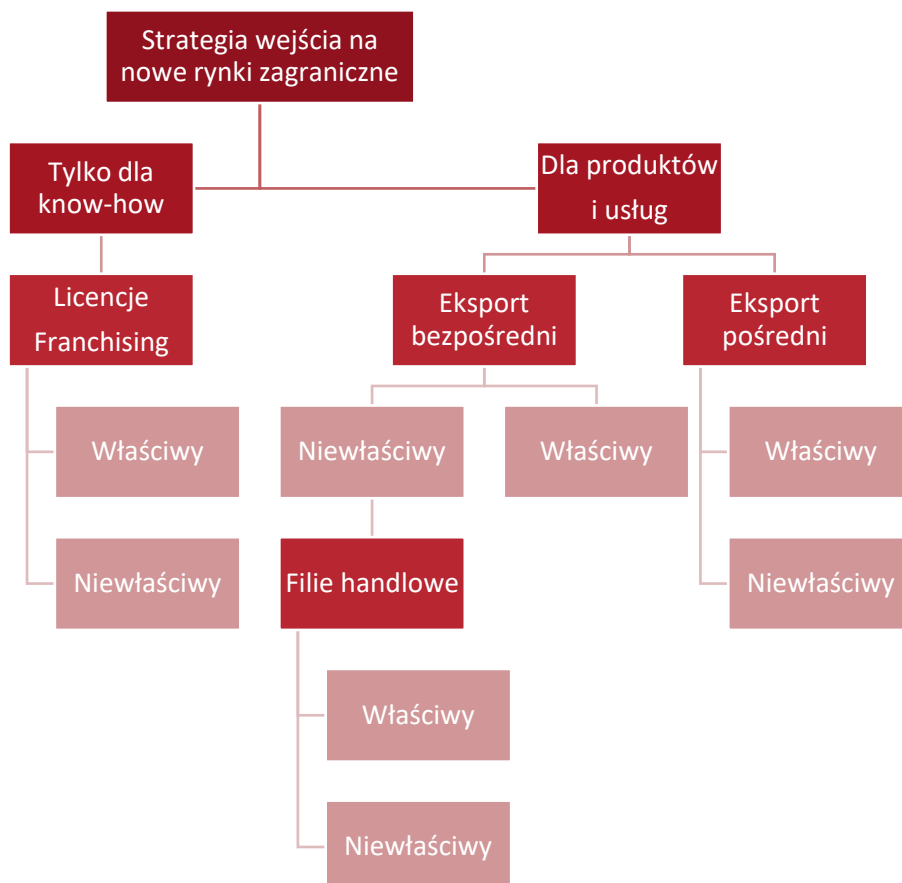 Strategia wejścia na
nowe rynki zagraniczne
Tylko dla
know-how
Dla produktów
i usług
Licencje
Franchising
Eksport
bezpośredni
Eksport
pośredni
Właściwy
Niewłaściwy
Właściwy
Właściwy
Niewłaściwy
Filie handlowe
Niewłaściwy
Właściwy
Niewłaściwy